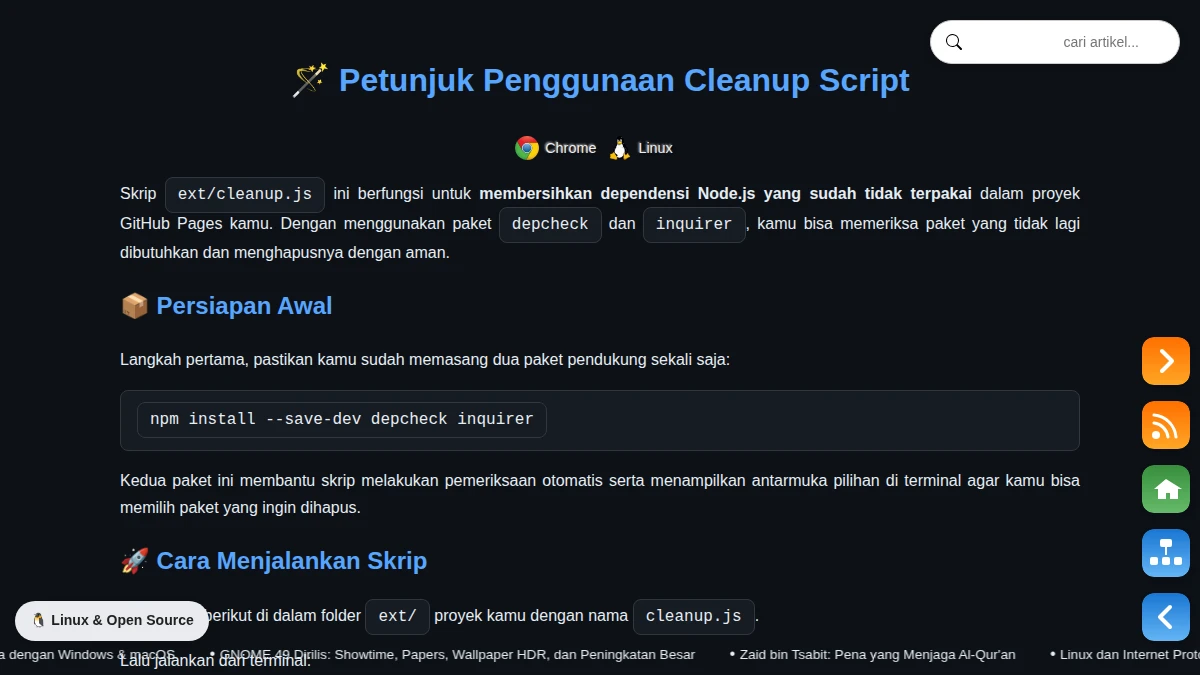 cari artikel...
🪄 Petunjuk Penggunaan Cleanup Script
Chrome Linux
Skrip ext/cleanup.js ini berfungsi untuk membersihkan dependensi Node.js yang sudah tidak terpakai dalam proyek
GitHub Pages kamu. Dengan menggunakan paket depcheck dan inquirer, kamu bisa memeriksa paket yang tidak lagi
dibutuhkan dan menghapusnya dengan aman.
📦 Persiapan Awal
Langkah pertama, pastikan kamu sudah memasang dua paket pendukung sekali saja:
npm install --save-dev depcheck inquirer
Kedua paket ini membantu skrip melakukan pemeriksaan otomatis serta menampilkan antarmuka pilihan di terminal agar kamu bisa
memilih paket yang ingin dihapus.
🚀 Cara Menjalankan Skrip
berikut di dalam folder ext/ proyek kamu dengan nama cleanup.js.
🐧 Linux & Open Source
a dengan Windows & macOS • GNOME 49 Dirilis: Showtime, Papers, Wallpaper HDR, dan Peningkatan Besar • Zaid bin Tsabit: Pena yang Menjaga Al-Qur'an • Linux dan Internet Proto
Lalu jalankan dari terminal: